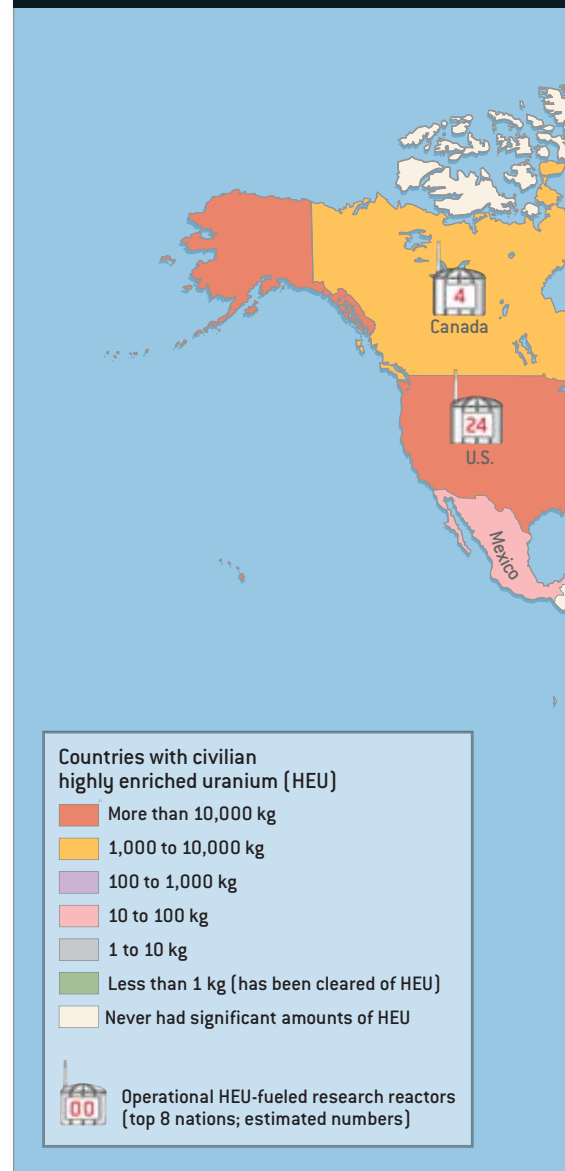 4
Canada
24
U.S.
Mexico
Countries with civilian
highly enriched uranium (HEU)
More than 10,000 kg
1,000 to 10,000 kg
100 to 1,000 kg
10 to 100 kg
1 to 10 kg
Less than 1 kg (has been cleared of HEU)
Never had significant amounts of HEU
00
Operational HEU-fueled research reactors
(top 8 nations; estimated numbers)